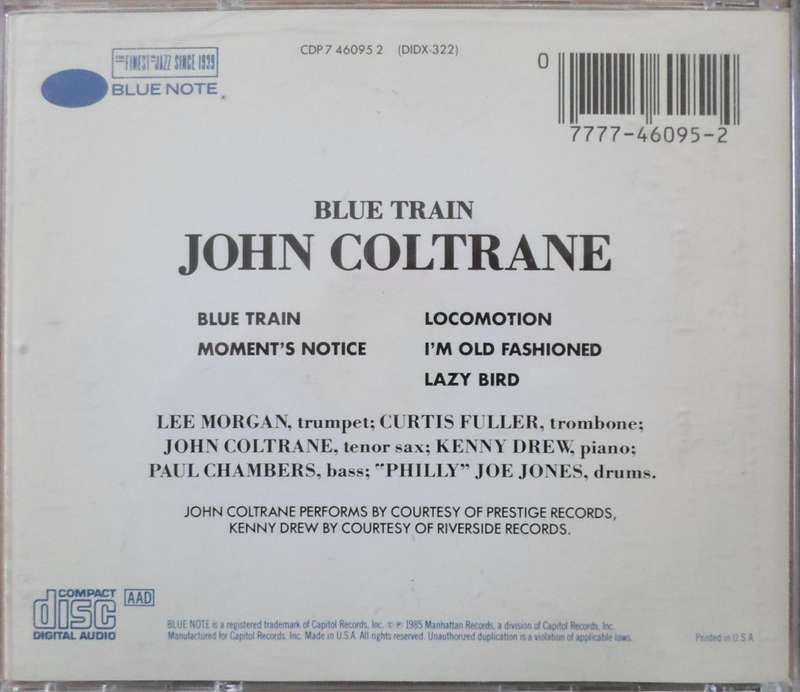 THE FINEST IN JAZZ SINCE 1939
BLUE NOTE®
CDP 7 46095 2 (DIDX-322)
0
7777-46095-2
BLUE TRAIN
JOHN COLTRANE
BLUE TRAIN
MOMENT'S NOTICE
LOCOMOTION
I'M OLD FASHIONED
LAZY BIRD
LEE MORGAN, trumpet; CURTIS FULLER, trombone;
JOHN COLTRANE, tenor sax; KENNY DREW, piano;
PAUL CHAMBERS, bass; "PHILLY" JOE JONES, drums.
JOHN COLTRANE PERFORMS BY COURTESY OF PRESTIGE RECORDS,
KENNY DREW BY COURTESY OF RIVERSIDE RECORDS.
COMPACT
disc
DIGITAL AUDIO
AAD
BLUE NOTE is a registered trademark of Capitol Records, Inc. © ℗ 1985 Manhattan Records, a division of Capitol Records, Inc.
Manufactured for Capitol Records, Inc. Made in U.S.A. All rights reserved. Unauthorized duplication is a violation of applicable laws.
Printed in U.S.A.